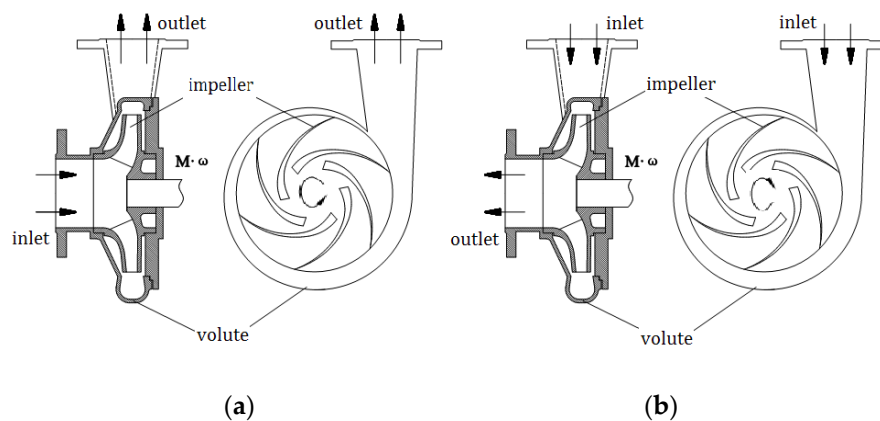 outlet
outlet
impeller
M·ω
inlet
volute
(a)
inlet
inlet
impeller
M·ω
outlet
volute
(b)